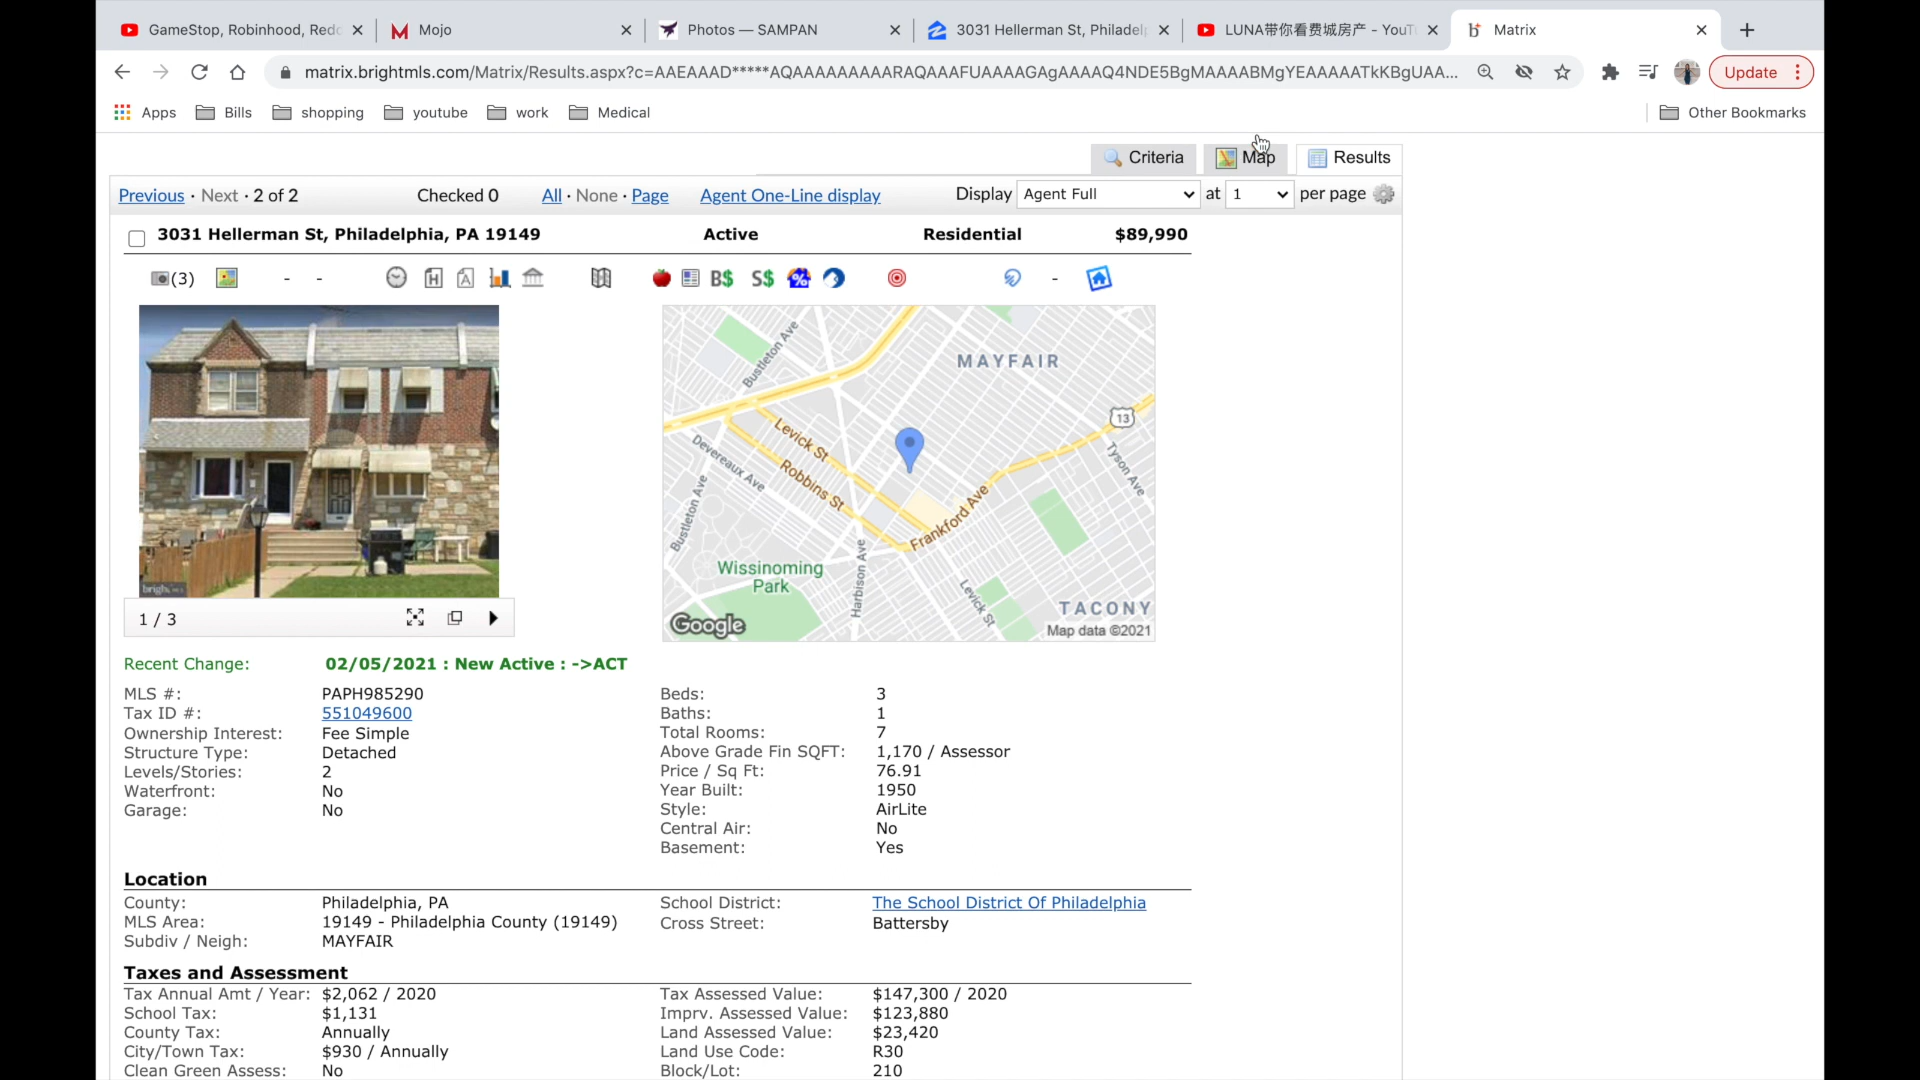 GameStop, Robinhood, Redd
Mojo
Photos — SAMPAN
3031 Hellerman St, Philadelp
LUNA带你看费城房产 - YouTu
Matrix
matrix.brightmls.com/Matrix/Results.aspx?c=AAEAAAD*****AQAAAAAAAAARAQAAAFUAAAAGAgAAAAQ4NDE5BgMAAAABMgYEAAAAATkKBgUAA...
Update
Apps
Bills
shopping
youtube
work
Medical
Other Bookmarks
Criteria
Map
Results
Previous · Next · 2 of 2
Checked 0
All · None · Page
Agent One-Line display
Display Agent Full at 1 per page
3031 Hellerman St, Philadelphia, PA 19149 Active Residential $89,990
(3) - - H A B$ S$ % -
MAYFAIR
Bustleton Ave
13
Levick St
Devereaux Ave
Robbins St
Tyson Ave
Bustleton Ave
Frankford Ave
Harbison Ave
Wissinoming
Park
Levick St
TACONY
Google
Map data ©2021
1 / 3
Recent Change: 02/05/2021 : New Active : ->ACT
MLS #: PAPH985290
Tax ID #: 551049600
Ownership Interest: Fee Simple
Structure Type: Detached
Levels/Stories: 2
Waterfront: No
Garage: No
Beds: 3
Baths: 1
Total Rooms: 7
Above Grade Fin SQFT: 1,170 / Assessor
Price / Sq Ft: 76.91
Year Built: 1950
Style: AirLite
Central Air: No
Basement: Yes
Location
County: Philadelphia, PA
MLS Area: 19149 - Philadelphia County (19149)
Subdiv / Neigh: MAYFAIR
School District: The School District Of Philadelphia
Cross Street: Battersby
Taxes and Assessment
Tax Annual Amt / Year: $2,062 / 2020
School Tax: $1,131
County Tax: Annually
City/Town Tax: $930 / Annually
Clean Green Assess: No
Tax Assessed Value: $147,300 / 2020
Imprv. Assessed Value: $123,880
Land Assessed Value: $23,420
Land Use Code: R30
Block/Lot: 210